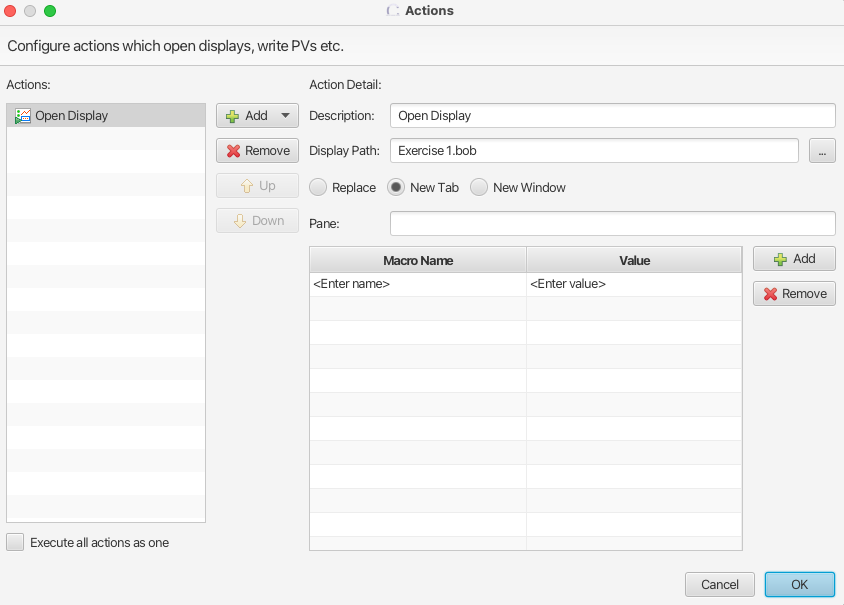 Actions
Configure actions which open displays, write PVs etc.
Actions:
Open Display
Add
Remove
Up
Down
Execute all actions as one
Action Detail:
Description: Open Display
Display Path: Exercise 1.bob ...
Replace New Tab New Window
Pane:
Macro Name Value
<Enter name> <Enter value>
Add
Remove
Cancel OK